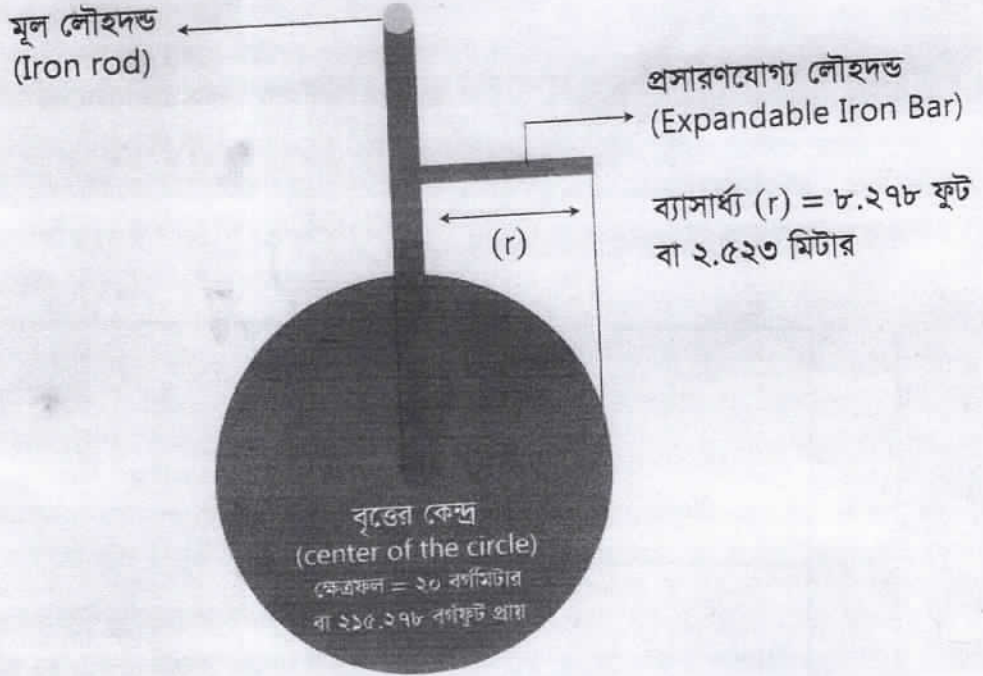 মূল লৌহদন্ড
(Iron rod)
প্রসারণযোগ্য লৌহদন্ড
(Expandable Iron Bar)
ব্যাসার্ধ্য (r) = ৮.২৭৮ ফুট
বা ২.৫২৩ মিটার
(r)
বৃত্তের কেন্দ্র
(center of the circle)
ক্ষেত্রফল = ২০ বর্গমিটার
বা ২১৫.২৭৮ বর্গফুট প্রায়